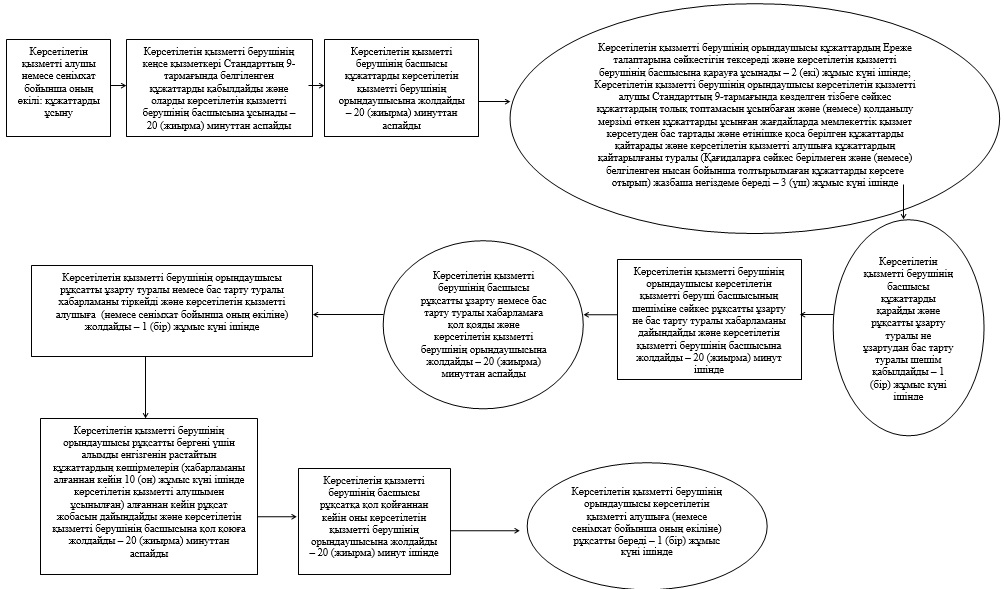 Көрсетілетін
қызметті алушы
немесе сенімхат
бойынша оның
өкілі: құжаттарды
ұсыну
Көрсетілетін қызметті берушінің
кеңсе қызметкері Стандарттың 9-
тармағында белгіленген
құжаттарды қабылдайды және
оларды көрсетілетін қызметті
берушінің басшысына ұсынады –
20 (жиырма) минуттан аспайды
Көрсетілетін қызметті
берушінің басшысы
құжаттарды көрсетілетін
қызметті берушінің
орындаушысына жолдайды
– 20 (жиырма) минуттан
аспайды
Көрсетілетін қызметті берушінің орындаушысы құжаттардың Ереже
талаптарына сәйкестігін тексереді және көрсетілетін қызметті
берушінің басшысына қарауға ұсынады – 2 (екі) жұмыс күні ішінде;
Көрсетілетін қызметті берушінің орындаушысы көрсетілетін қызметті
алушы Стандарттың 9-тармағында көзделген тізбеге сәйкес
құжаттардың толық топтамасын ұсынбаған және (немесе) қолданылу
мерзімі өткен құжаттарды ұсынған жағдайларда мемлекеттік қызмет
көрсетуден бас тартады және өтінішке қоса берілген құжаттарды
қайтарады және көрсетілетін қызметті алушыға құжаттардың
қайтарылғаны туралы (Қағидаларға сәйкес берілмеген және (немесе)
белгіленген нысан бойынша толтырылмаған құжаттарды көрсете
отырып) жазбаша негіздеме береді – 3 (үш) жұмыс күні ішінде
Көрсетілетін
қызметті берушінің
басшысы
құжаттарды
қарайды және
рұқсатты ұзарту
туралы не
ұзартудан бас тарту
туралы шешім
қабылдайды – 1
(бір) жұмыс күні
ішінде
Көрсетілетін қызметті берушінің
орындаушысы көрсетілетін
қызметті беруші басшысының
шешіміне сәйкес рұқсатты ұзарту
не бас тарту туралы хабарламаны
дайындайды және көрсетілетін
қызметті берушінің басшысына
жолдайды – 20 (жиырма) минут
ішінде
Көрсетілетін қызметті
берушінің басшысы
рұқсатты ұзарту немесе бас
тарту туралы хабарламаға
қол қояды және
көрсетілетін қызметті
берушінің орындаушысына
жолдайды – 20 (жиырма)
минуттан аспайды
Көрсетілетін қызметті берушінің орындаушысы
рұқсатты ұзарту туралы немесе бас тарту туралы
хабарламаны тіркейді және көрсетілетін қызметті
алушыға (немесе сенімхат бойынша оның өкіліне)
жолдайды – 1 (бір) жұмыс күні ішінде
Көрсетілетін қызметті берушінің
орындаушысы рұқсатты бергені үшін
алымды енгізгенін растайтын
құжаттардың көшірмелерін (хабарламаны
алғаннан кейін 10 (он) жұмыс күні ішінде
көрсетілетін қызметті алушымен
ұсынылған) алғаннан кейін рұқсат
жобасын дайындайды және көрсетілетін
қызметті берушінің басшысына қол қоюға
жолдайды – 20 (жиырма) минуттан
аспайды
Көрсетілетін қызметті
берушінің басшысы
рұқсатқа қол қойғаннан
кейін оны көрсетілетін
қызметті берушінің
орындаушысына жолдайды
– 20 (жиырма) минут ішінде
Көрсетілетін қызметті берушінің
орындаушысы көрсетілетін
қызметті алушыға (немесе
сенімхат бойынша оның өкіліне)
рұқсатты береді – 1 (бір) жұмыс
күні ішінде